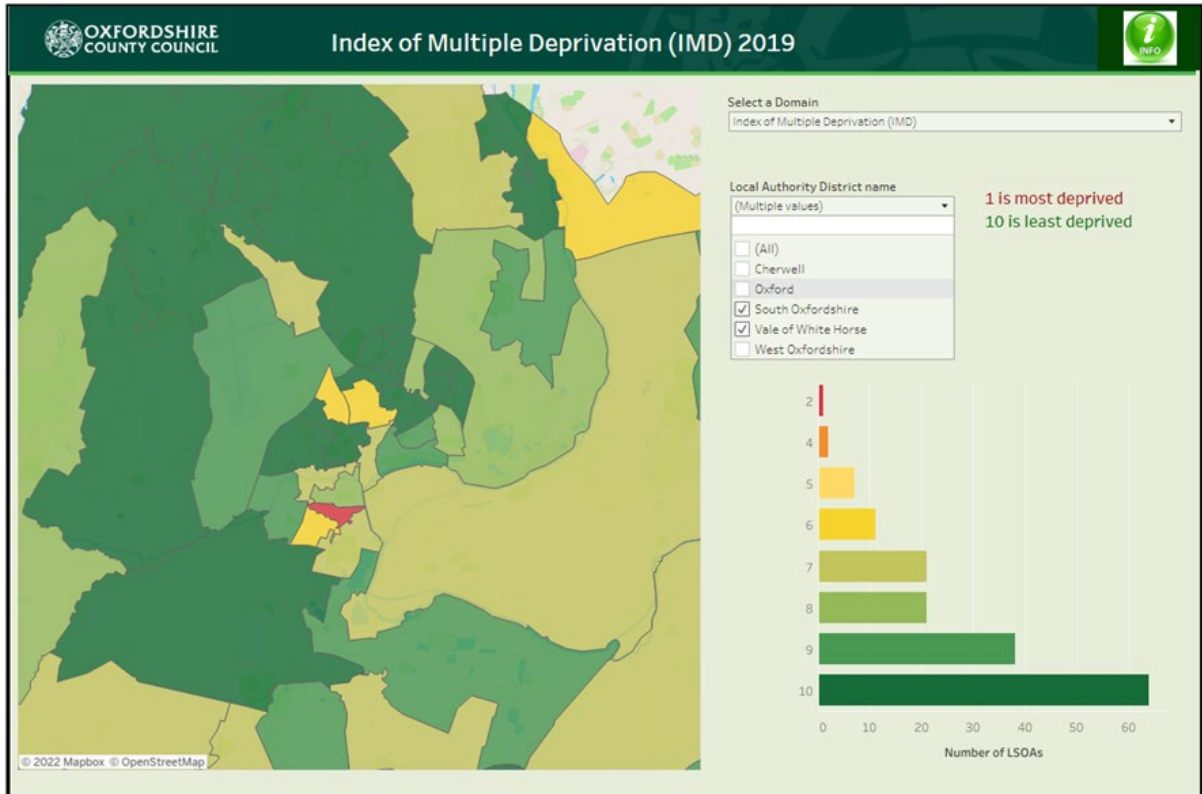 OXFORDSHIRE
COUNTY COUNCIL
Index of Multiple Deprivation (IMD) 2019
i
INFO
Select a Domain
Index of Multiple Deprivation (IMD)
Local Authority District name
(Multiple values)
1 is most deprived
10 is least deprived
(All)
Cherwell
Oxford
South Oxfordshire
Vale of White Horse
West Oxfordshire
2
4
5
6
7
8
9
10
0 10 20 30 40 50 60
Number of LSOAs
© 2022 Mapbox © OpenStreetMap